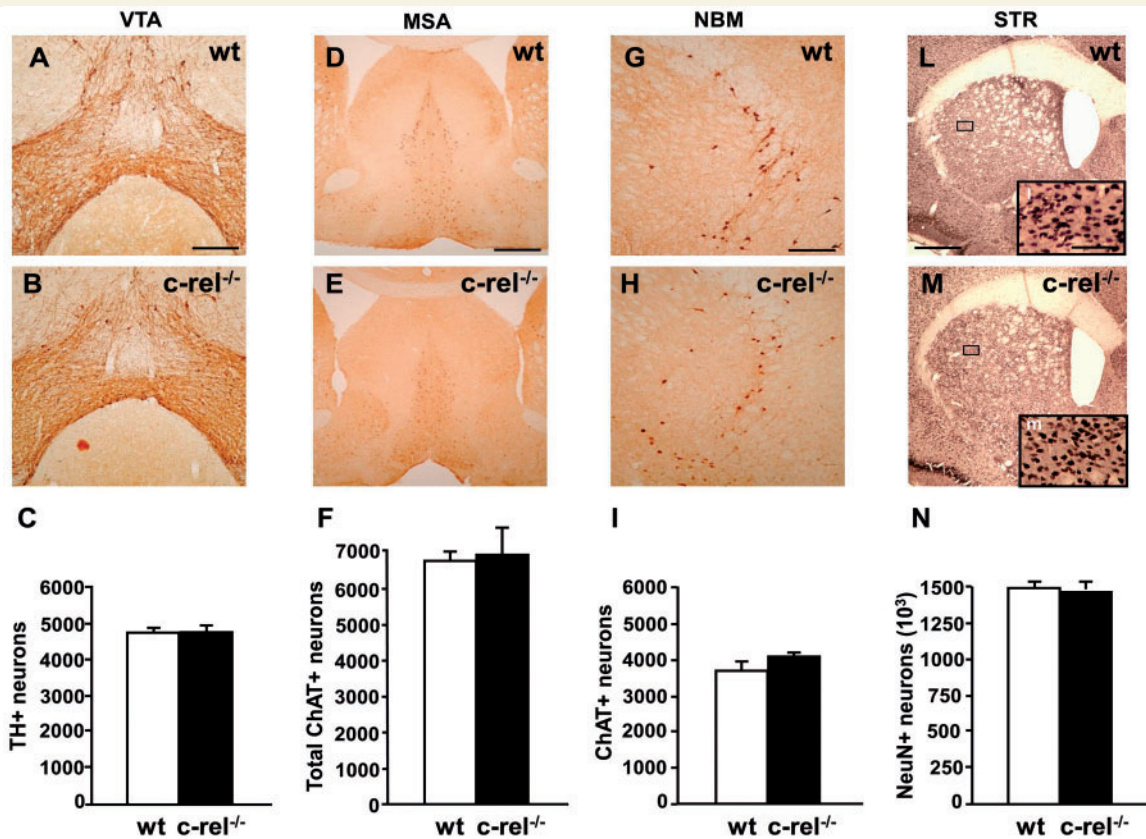 VTA MSA NBM STR
A wt D wt G wt L wt
l
B c-rel-/- E c-rel-/- H c-rel-/- M c-rel-/-
m
C F I N
TH+ neurons
6000
5000
4000
3000
2000
1000
0
wt c-rel-/-
Total ChAT+ neurons
7000
6000
5000
4000
3000
2000
1000
0
wt c-rel-/-
ChAT+ neurons
6000
5000
4000
3000
2000
1000
0
wt c-rel-/-
NeuN+ neurons (10³)
1500
1250
1000
750
500
250
0
wt c-rel-/-